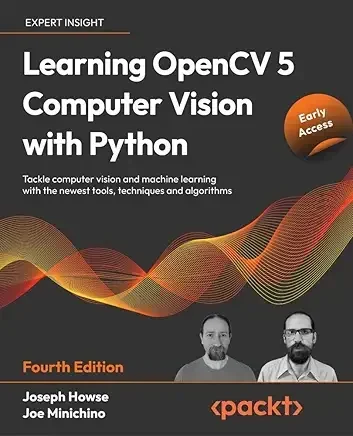 EXPERT INSIGHT
Learning OpenCV 5
Computer Vision
with Python
Early
Access
Tackle computer vision and machine learning
with the newest tools, techniques and algorithms
Fourth Edition
Joseph Howse
Joe Minichino
<packt>